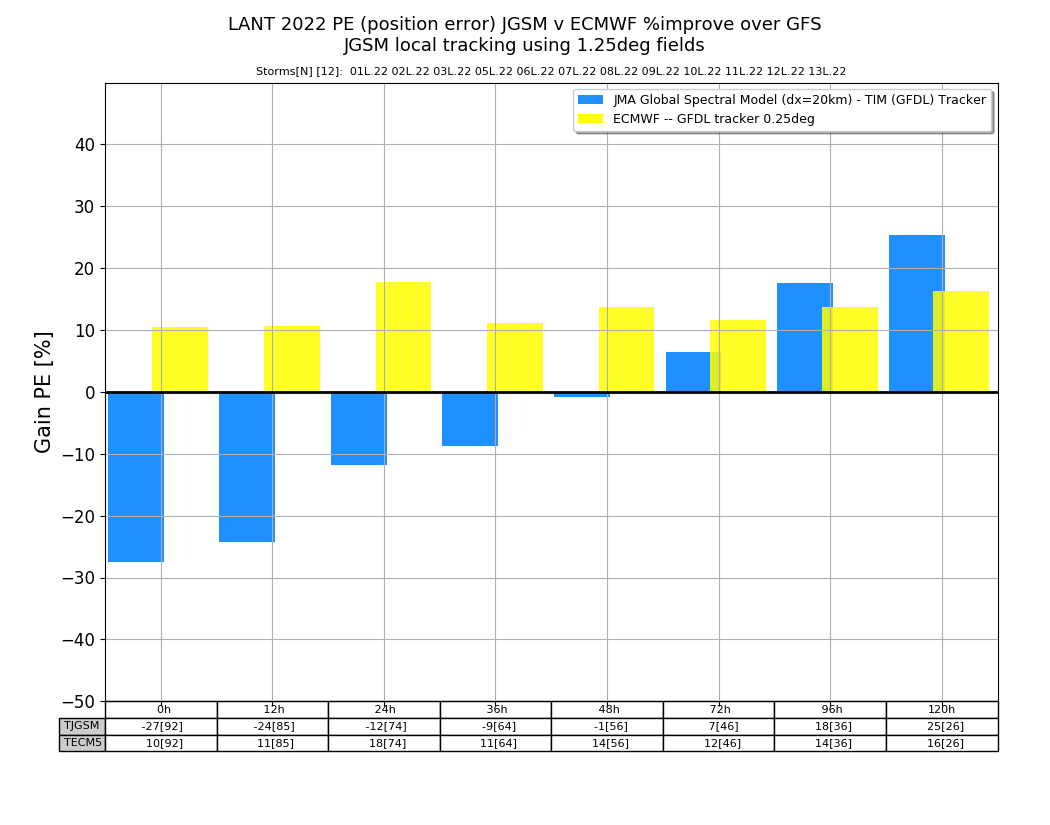 LANT 2022 PE (position error) JGSM v ECMWF %improve over GFS
JGSM local tracking using 1.25deg fields
Storms[N] [12]: 01L.22 02L.22 03L.22 05L.22 06L.22 07L.22 08L.22 09L.22 10L.22 11L.22 12L.22 13L.22
JMA Global Spectral Model (dx=20km) - TIM (GFDL) Tracker
ECMWF -- GFDL tracker 0.25deg
Gain PE [%]
40
30
20
10
0
−10
−20
−30
−40
−50
0h 12h 24h 36h 48h 72h 96h 120h
TJGSM -27[92] -24[85] -12[74] -9[64] -1[56] 7[46] 18[36] 25[26]
TECM5 10[92] 11[85] 18[74] 11[64] 14[56] 12[46] 14[36] 16[26]